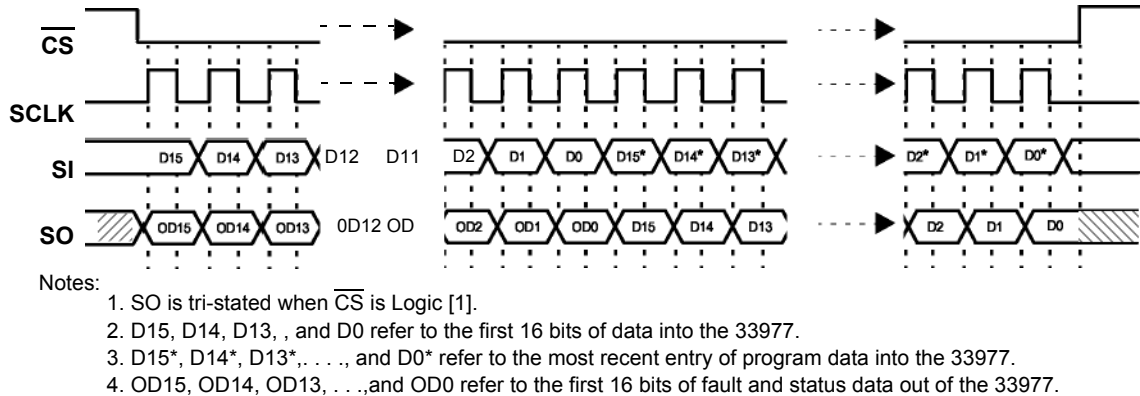 CS
SCLK
SI D15 D14 D13 D12 D11 D2 D1 D0 D15* D14* D13* D2* D1* D0*
SO OD15 OD14 OD13 0D12 OD OD2 OD1 OD0 D15 D14 D13 D2 D1 D0
Notes:
1. SO is tri-stated when CS is Logic [1].
2. D15, D14, D13, , and D0 refer to the first 16 bits of data into the 33977.
3. D15*, D14*, D13*,. . . ., and D0* refer to the most recent entry of program data into the 33977.
4. OD15, OD14, OD13, . . .,and OD0 refer to the first 16 bits of fault and status data out of the 33977.